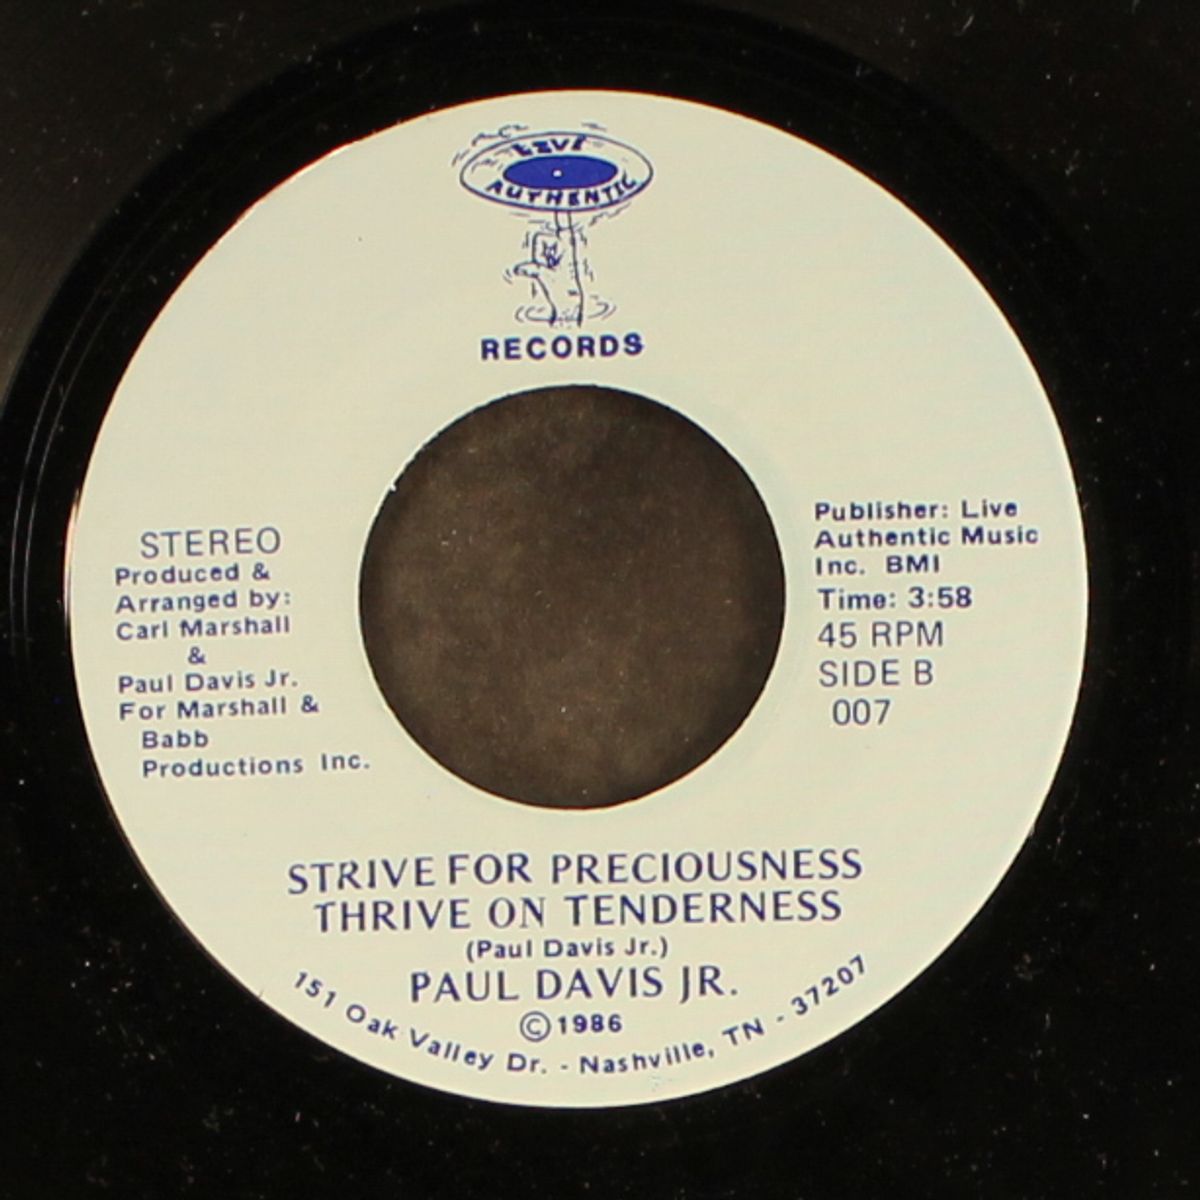 LIVE
AUTHENTIC
RECORDS
STEREO
Produced &
Arranged by:
Carl Marshall
&
Paul Davis Jr.
For Marshall &
Babb
Productions Inc.
Publisher: Live
Authentic Music
Inc. BMI
Time: 3:58
45 RPM
SIDE B
007
STRIVE FOR PRECIOUSNESS
THRIVE ON TENDERNESS
(Paul Davis Jr.)
PAUL DAVIS JR.
©1986
151 Oak Valley Dr. - Nashville, TN - 37207